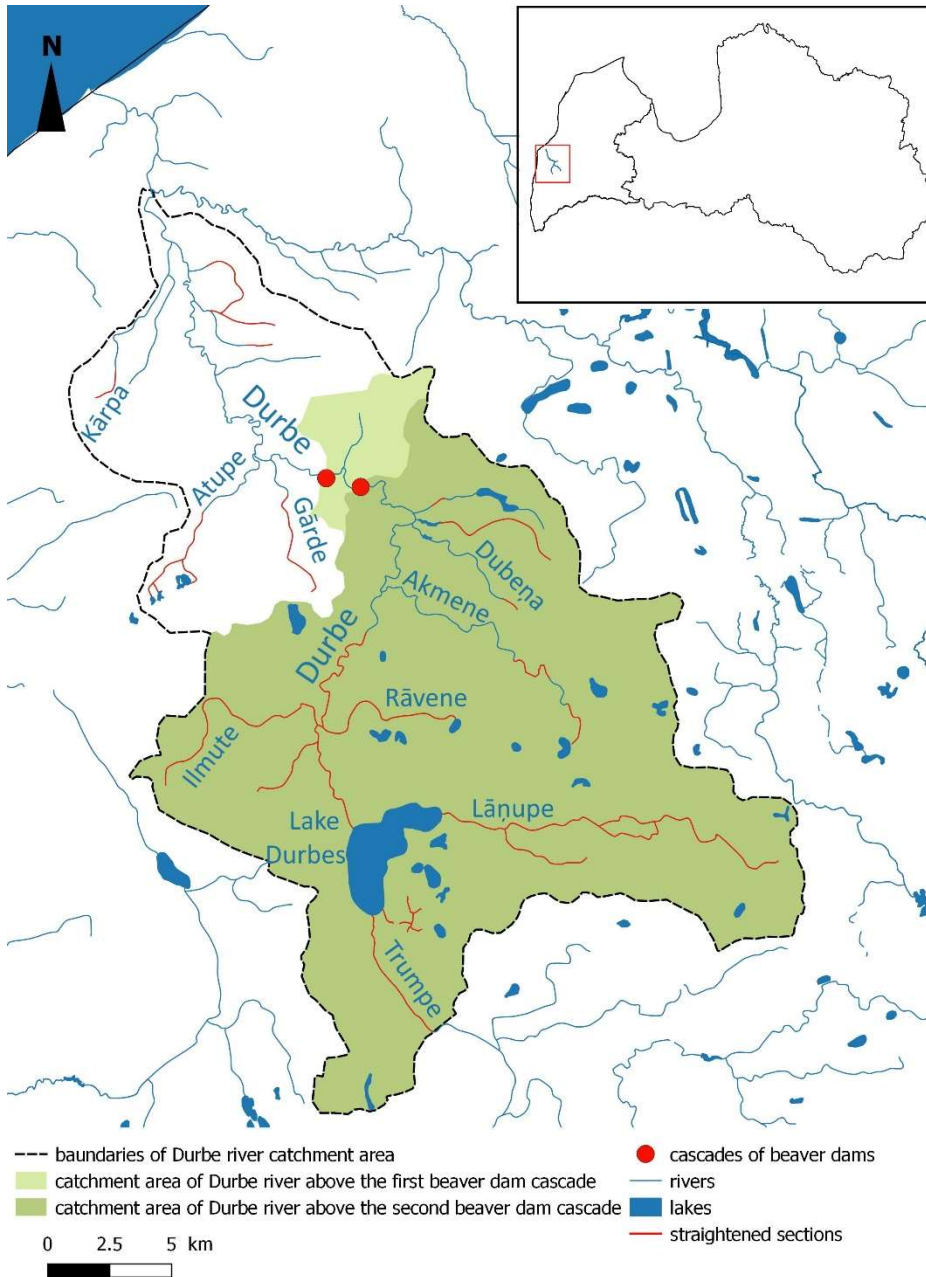 N
Kārpa
Durbe
Atupe
Gārde
Dubeņa
Akmene
Durbe
Rāvene
Ilmute
Lake
Durbes
Lāņupe
Trumpe
baundaries of Durbe river catchment area
catchment area of Durbe river above the first beaver dam cascade
catchment area of Durbe river above the second beaver dam cascade
cascades of beaver dams
rivers
lakes
straightened sections
0 2.5 5 km